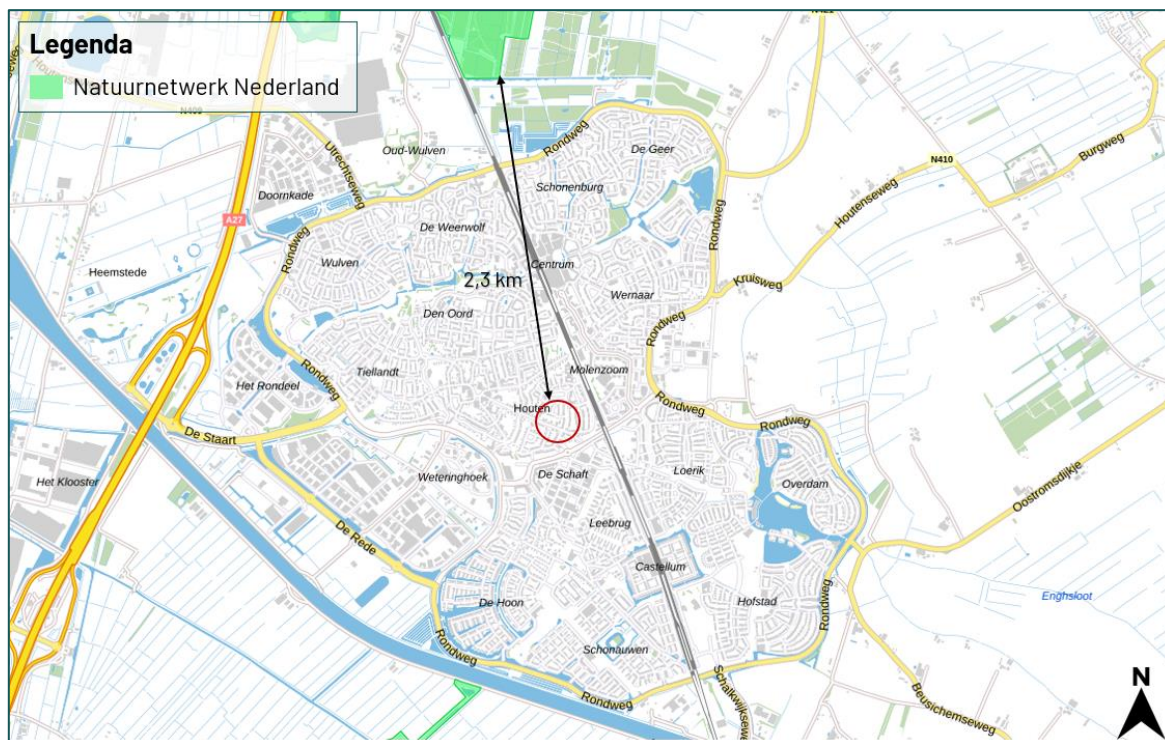 Legenda
Natuurnetwerk Nederland
N421
Houtenseweg
N409
Utrechtseweg
Oud-Wulven
Rondweg
De Geer
Doornkade
Schonenburg
N410
Burgweg
A27
Rondweg
De Weerwolf
Houtenseweg
Rondweg
Heemstede
Wulven
2,3 km
Centrum
Wernaar
Kruisweg
Den Oord
Rondweg
Tiellandt
Molenzoom
Het Rondeel
Rondweg
Houten
Rondweg
Rondweg
De Staart
Het Klooster
Weteringhoek
De Schaft
Loerik
Overdam
Oostromsdijkje
De Rede
Leebrug
Castellum
De Hoon
Hofstad
Rondweg
Enghsloot
Rondweg
Schonauwen
Rondweg
Schalkwijksewe
Beusichemseweg
N